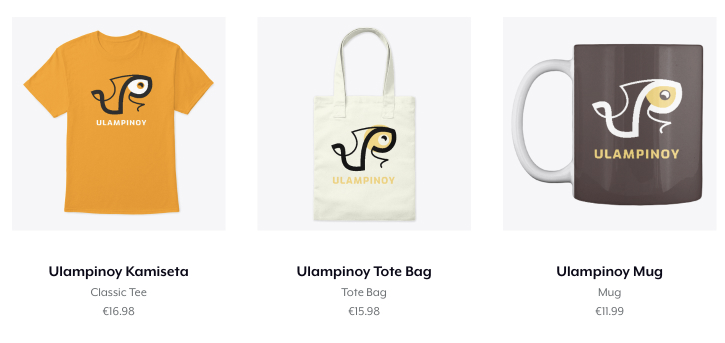 ULAMPINOY
ULAMPINOY
ULAMPINOY
Ulampinoy Kamiseta
Classic Tee
€16.98
Ulampinoy Tote Bag
Tote Bag
€15.98
Ulampinoy Mug
Mug
€11.99